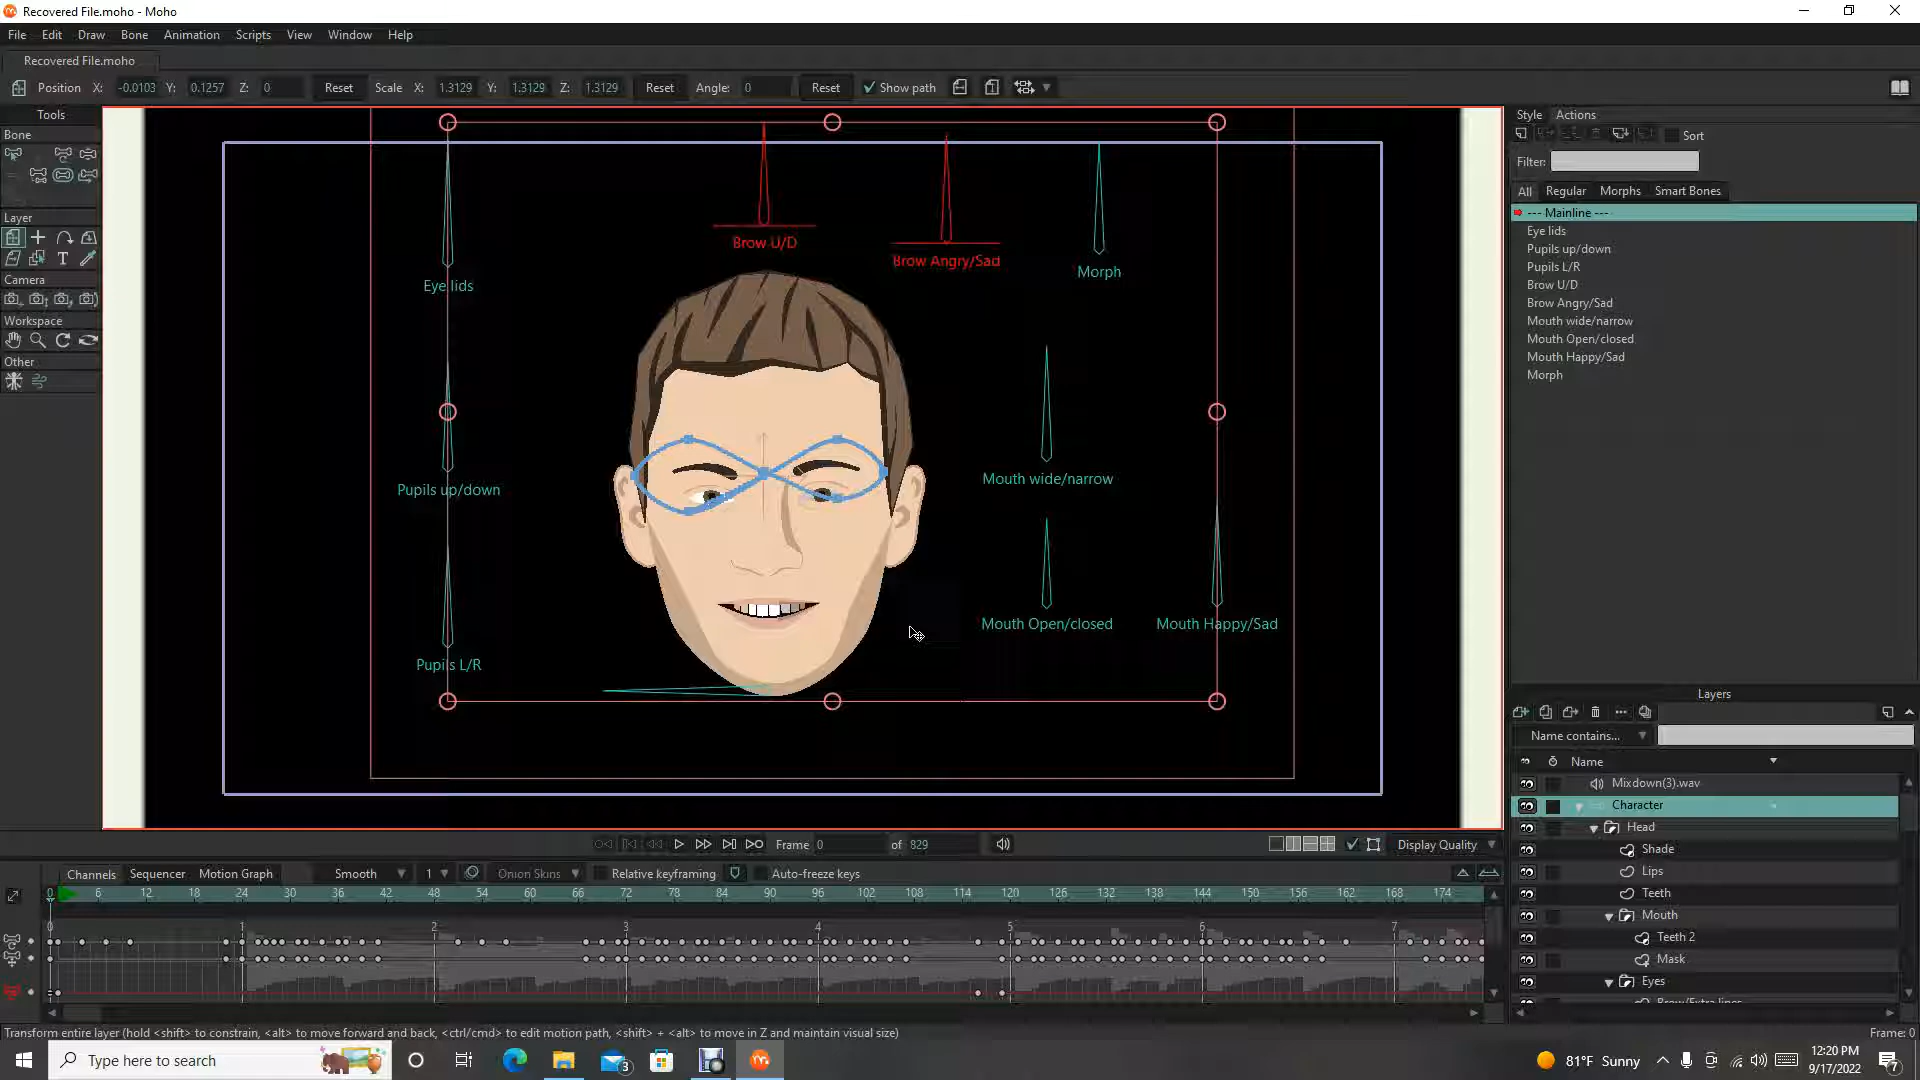 Recovered File.moho - Moho
File Edit Draw Bone Animation Scripts View Window Help
Recovered File.moho
Position X: -0.0103 Y: 0.1257 Z: 0 Reset Scale X: 1.3129 Y: 1.3129 Z: 1.3129 Reset Angle: 0 Reset Show path
Tools
Bone
Layer
Camera
Workspace
Other
Brow U/D
Brow Angry/Sad
Morph
Eye lids
Mouth wide/narrow
Pupils up/down
Mouth Open/closed
Mouth Happy/Sad
Pupils L/R
Style Actions
Sort
Filter:
All Regular Morphs Smart Bones
--- Mainline ---
Eye lids
Pupils up/down
Pupils L/R
Brow U/D
Brow Angry/Sad
Mouth wide/narrow
Mouth Open/closed
Mouth Happy/Sad
Morph
Layers
Name contains...
Name
Mixdown(3).wav
Character
Head
Shade
Lips
Teeth
Mouth
Teeth 2
Mask
Eyes
Brow/Extra lines
Frame 0 of 829 Display Quality
Channels Sequencer Motion Graph Smooth 1 Onion Skins Relative keyframing Auto-freeze keys
0 6 12 18 24 30 36 42 48 54 60 66 72 78 84 90 96 102 108 114 120 126 132 138 144 150 156 162 168 174
0 1 2 3 4 5 6 7
Transform entire layer (hold <shift> to constrain, <alt> to move forward and back, <ctrl/cmd> to edit motion path, <shift> + <alt> to move in Z and maintain visual size)
Frame: 0
Type here to search
3
81°F Sunny
12:20 PM
9/17/2022
7